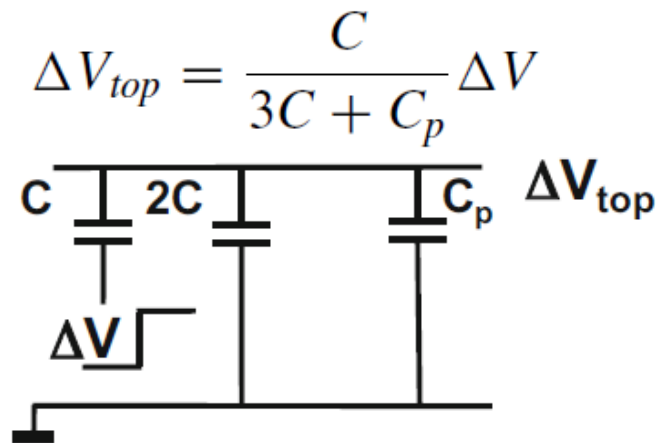 ΔV_top = C / (3C + C_p) ΔV
C 2C C_p ΔV_top
ΔV